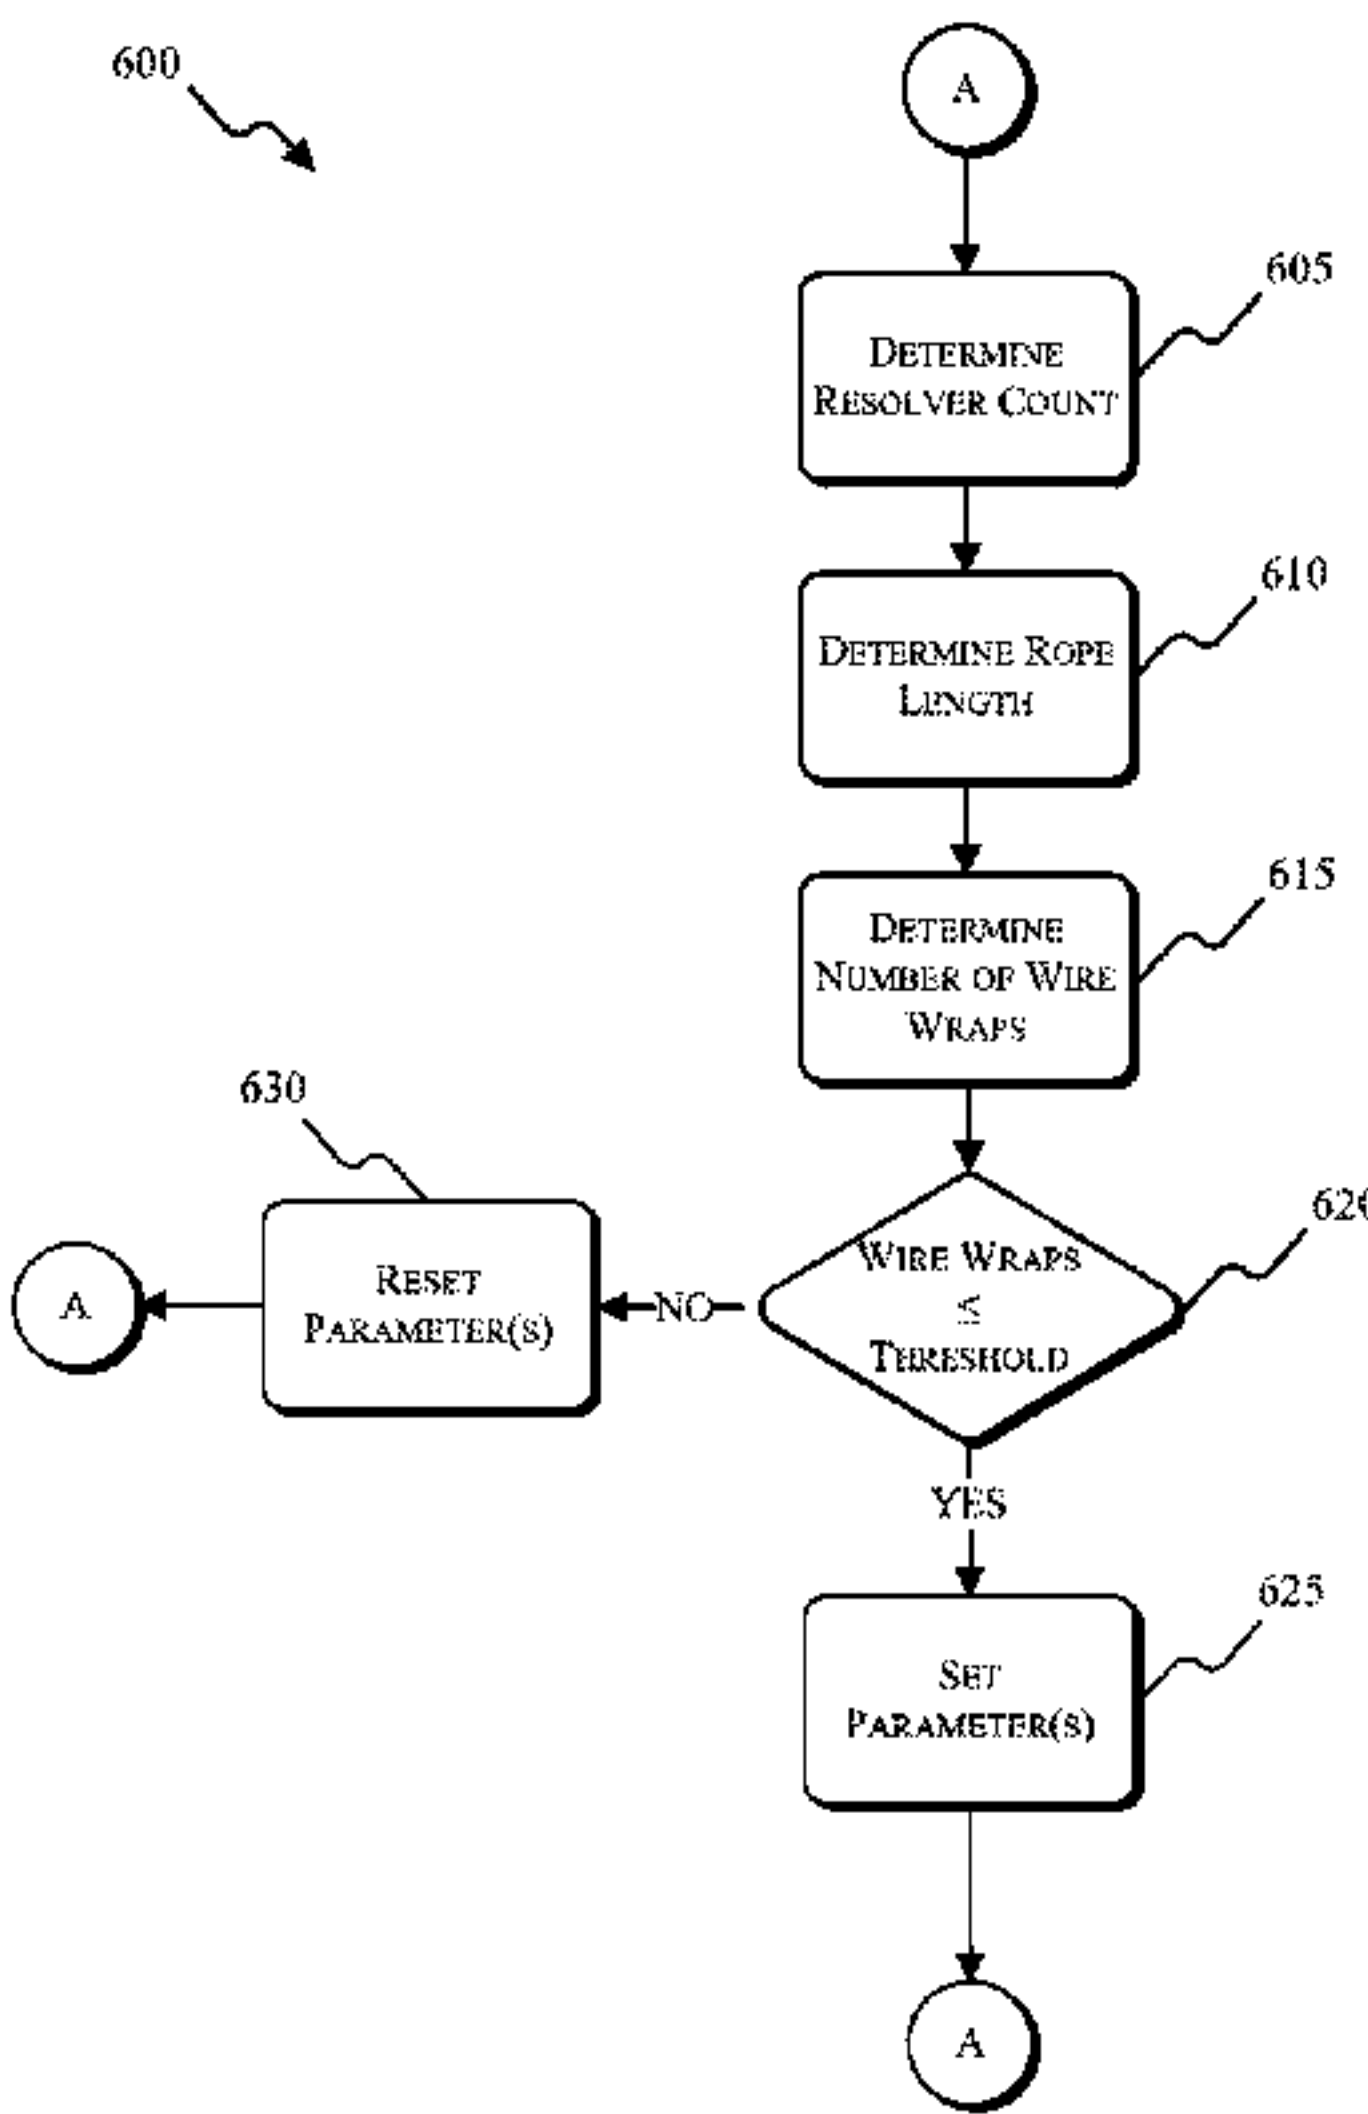 600
A
605
DETERMINE
RESOLVER COUNT
610
DETERMINE ROPE
LENGTH
615
DETERMINE
NUMBER OF WIRE
WRAPS
630
620
WIRE WRAPS
≤
THRESHOLD
NO
RESET
PARAMETER(S)
A
YES
625
SET
PARAMETER(S)
A